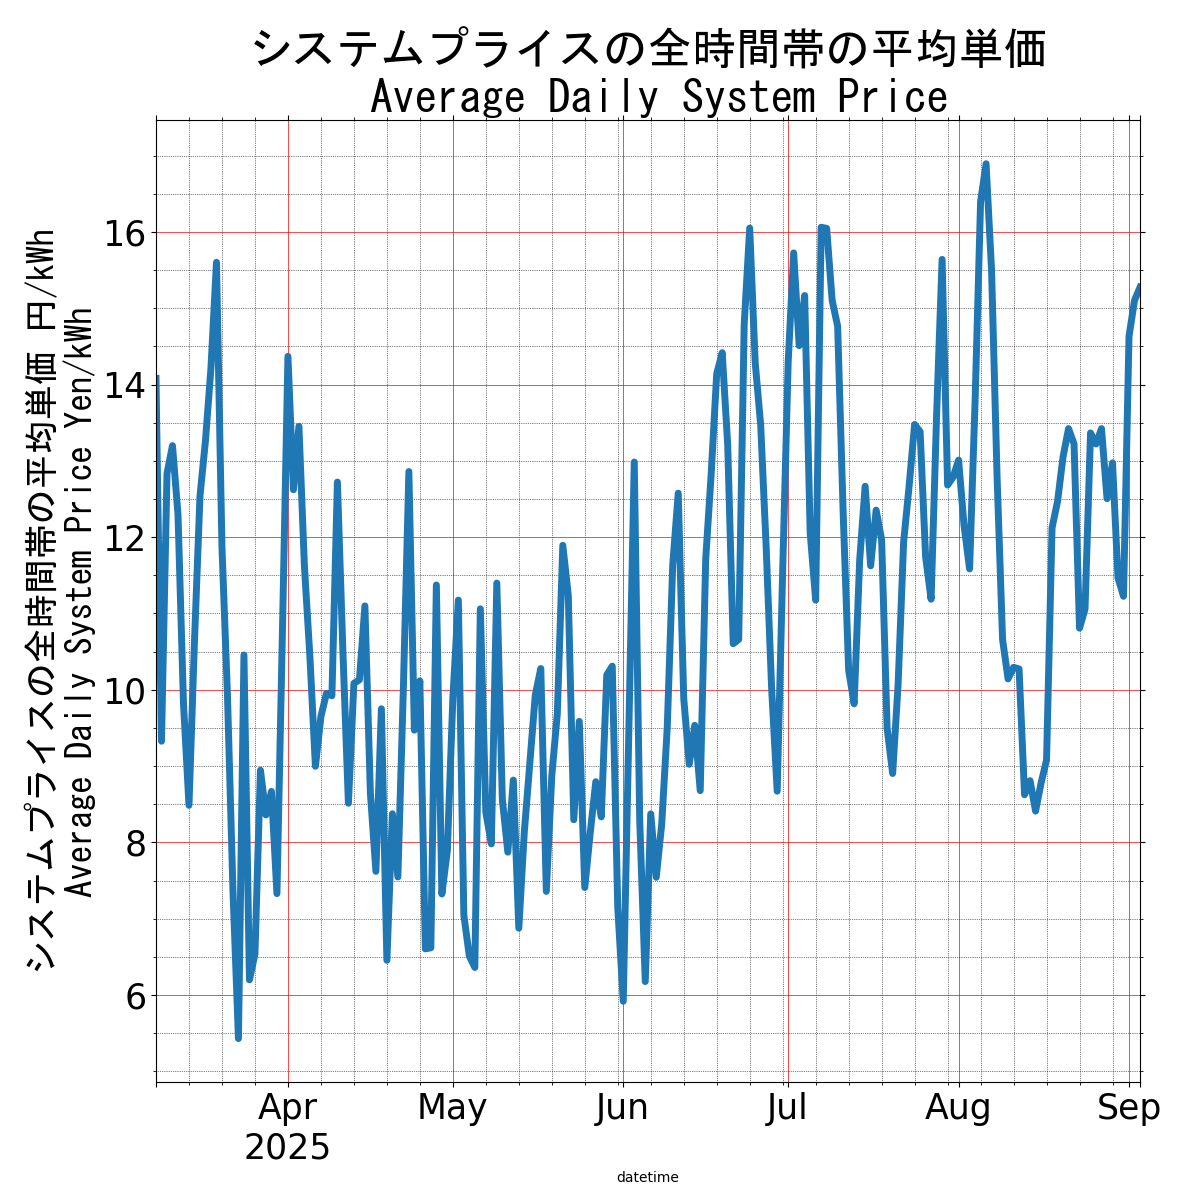 システムプライスの全時間帯の平均単価
Average Daily System Price
システムプライスの全時間帯の平均単価 円/kWh
Average Daily System Price Yen/kWh
16
14
12
10
8
6
Apr
2025
May
Jun
Jul
Aug
Sep
datetime